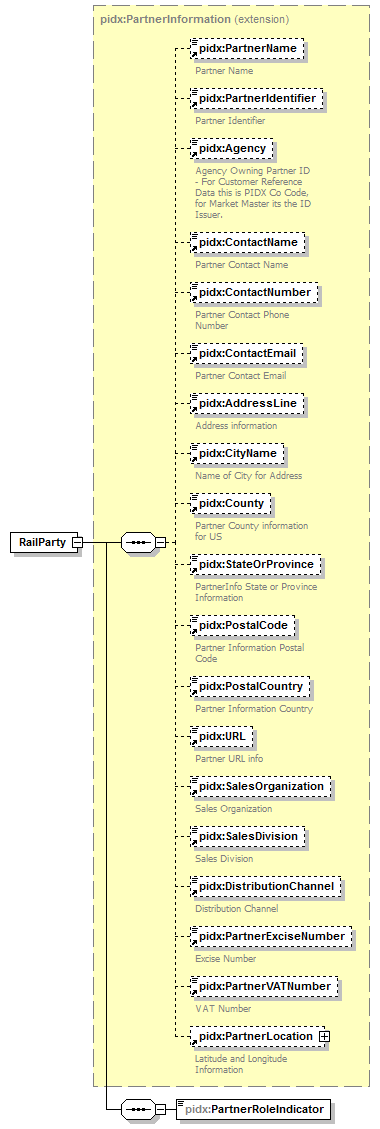 pidx:PartnerInformation (extension)
pidx:PartnerName
Partner Name
pidx:PartnerIdentifier
Partner Identifier
pidx:Agency
Agency Owning Partner ID
- For Customer Reference
Data this is PIDX Co Code,
for Market Master its the ID
Issuer.
pidx:ContactName
Partner Contact Name
pidx:ContactNumber
Partner Contact Phone
Number
pidx:ContactEmail
Partner Contact Email
pidx:AddressLine
Address information
pidx:CityName
Name of City for Address
pidx:County
Partner County information
for US
RailParty
pidx:StateOrProvince
PartnerInfo State or Province
Information
pidx:PostalCode
Partner Information Postal
Code
pidx:PostalCountry
Partner Information Country
pidx:URL
Partner URL info
pidx:SalesOrganization
Sales Organization
pidx:SalesDivision
Sales Division
pidx:DistributionChannel
Distribution Channel
pidx:PartnerExciseNumber
Excise Number
pidx:PartnerVATNumber
VAT Number
pidx:PartnerLocation
Latitude and Longitude
Information
pidx:PartnerRoleIndicator